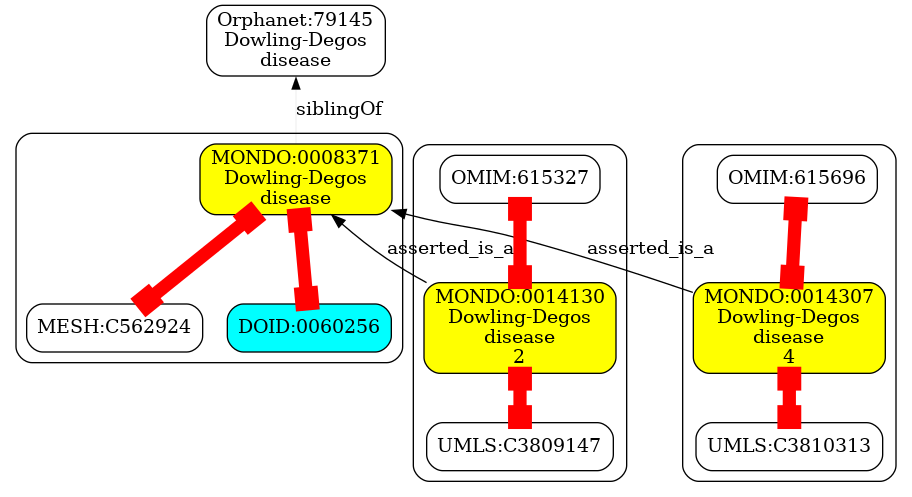 Orphanet:79145
Dowling-Degos
disease
siblingOf
MONDO:0008371
Dowling-Degos
disease
OMIM:615327
OMIM:615696
asserted_is_a
asserted_is_a
MESH:C562924
DOID:0060256
MONDO:0014130
Dowling-Degos
disease
2
MONDO:0014307
Dowling-Degos
disease
4
UMLS:C3809147
UMLS:C3810313